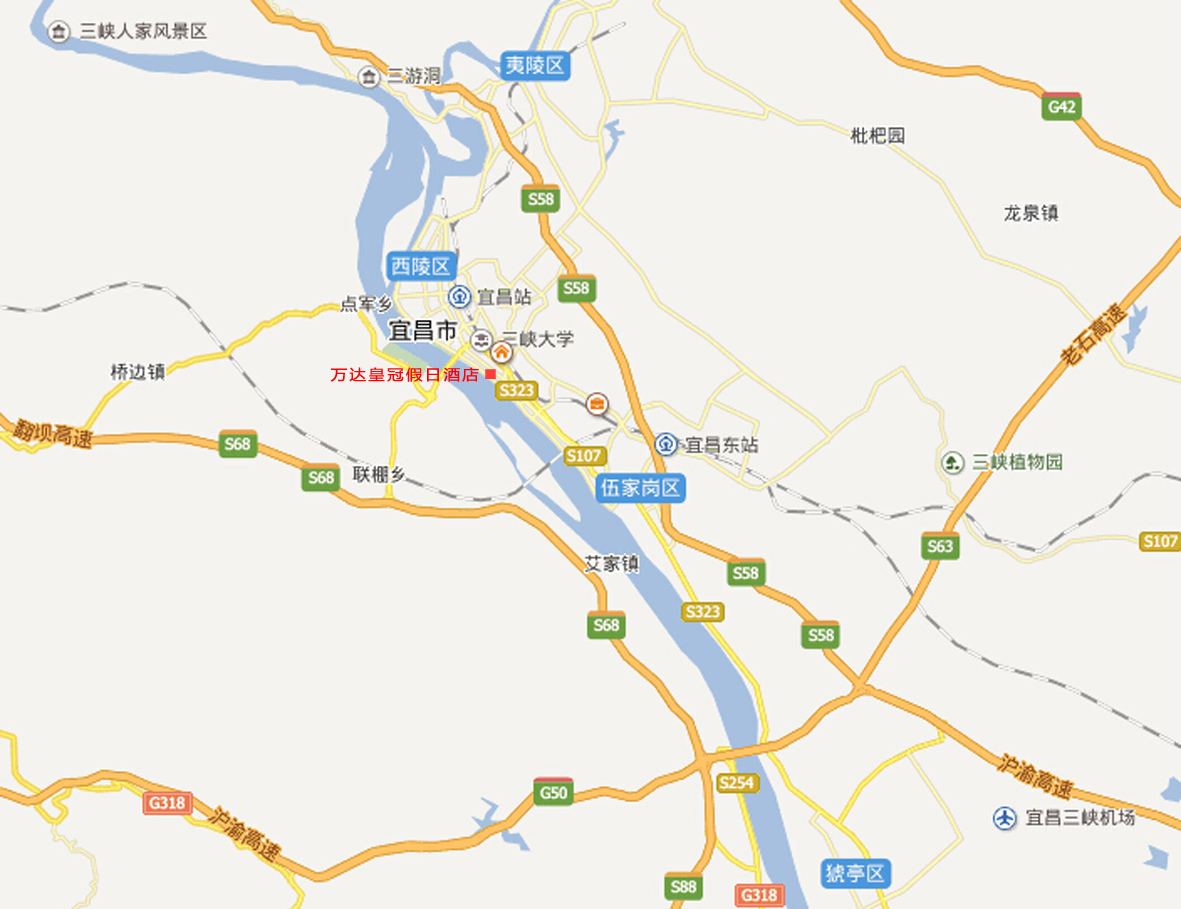 三峡人家风景区
三游洞
夷陵区
G42
枇杷园
S58
龙泉镇
西陵区
S58
宜昌站
点军乡
宜昌市
三峡大学
老石高速
桥边镇
万达皇冠假日酒店
S323
翻坝高速
S68
宜昌东站
S107
三峡植物园
S68
联棚乡
伍家岗区
S63
S107
艾家镇
S58
S323
S68
S58
沪渝高速
S254
G50
G318
沪渝高速
宜昌三峡机场
猇亭区
S88
G318